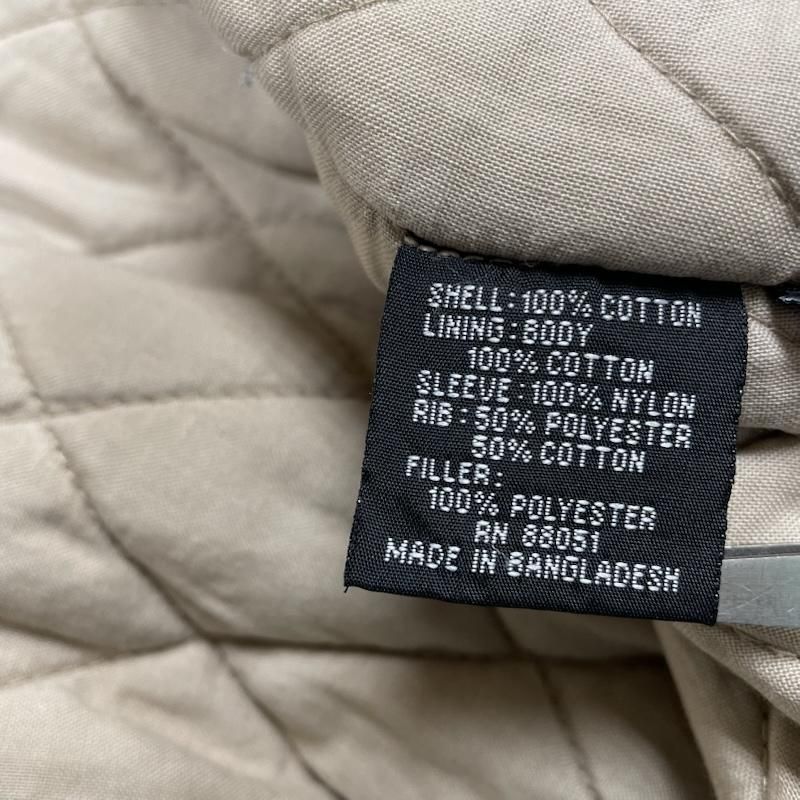 SHELL:100% COTTON
LINING:BODY
100% COTTON
SLEEVE:100% NYLON
RIB:50% POLYESTER
50% COTTON
FILLER:
100% POLYESTER
RN 88051
MADE IN BANGLADESH